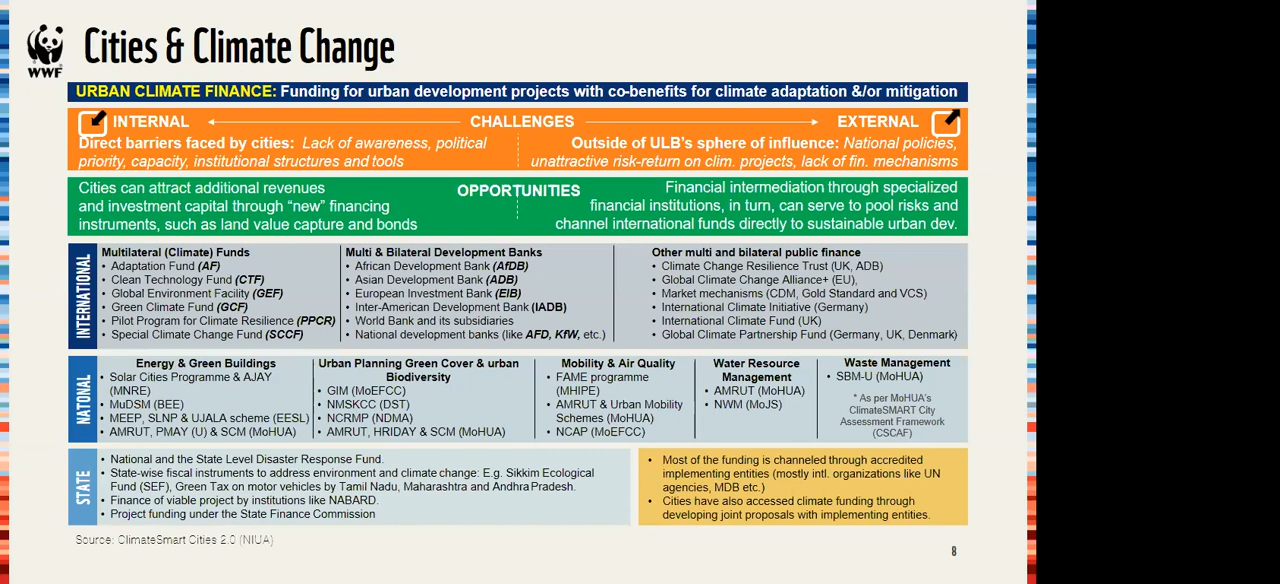 WWF
Cities & Climate Change
URBAN CLIMATE FINANCE: Funding for urban development projects with co-benefits for climate adaptation &/or mitigation
INTERNAL
CHALLENGES
EXTERNAL
Direct barriers faced by cities: Lack of awareness, political
priority, capacity, institutional structures and tools
Outside of ULB's sphere of influence: National policies,
unattractive risk-return on clim. projects, lack of fin. mechanisms
Cities can attract additional revenues
and investment capital through "new" financing
instruments, such as land value capture and bonds
OPPORTUNITIES
Financial intermediation through specialized
financial institutions, in turn, can serve to pool risks and
channel international funds directly to sustainable urban dev.
INTERNATIONAL
Multilateral (Climate) Funds
• Adaptation Fund (AF)
• Clean Technology Fund (CTF)
• Global Environment Facility (GEF)
• Green Climate Fund (GCF)
• Pilot Program for Climate Resilience (PPCR)
• Special Climate Change Fund (SCCF)
Multi & Bilateral Development Banks
• African Development Bank (AfDB)
• Asian Development Bank (ADB)
• European Investment Bank (EIB)
• Inter-American Development Bank (IADB)
• World Bank and its subsidiaries
• National development banks (like AFD, KfW, etc.)
Other multi and bilateral public finance
• Climate Change Resilience Trust (UK, ADB)
• Global Climate Change Alliance+ (EU),
• Market mechanisms (CDM, Gold Standard and VCS)
• International Climate Initiative (Germany)
• International Climate Fund (UK)
• Global Climate Partnership Fund (Germany, UK, Denmark)
NATONAL
Energy & Green Buildings
• Solar Cities Programme & AJAY
(MNRE)
• MuDSM (BEE)
• MEEP, SLNP & UJALA scheme (EESL)
• AMRUT, PMAY (U) & SCM (MoHUA)
Urban Planning Green Cover & urban
Biodiversity
• GIM (MoEFCC)
• NMSKCC (DST)
• NCRMP (NDMA)
• AMRUT, HRIDAY & SCM (MoHUA)
Mobility & Air Quality
• FAME programme
(MHIPE)
• AMRUT & Urban Mobility
Schemes (MoHUA)
• NCAP (MoEFCC)
Water Resource
Management
• AMRUT (MoHUA)
• NWM (MoJS)
Waste Management
• SBM-U (MoHUA)
* As per MoHUA's
ClimateSMART City
Assessment Framework
(CSCAF)
STATE
• National and the State Level Disaster Response Fund.
• State-wise fiscal instruments to address environment and climate change: E.g. Sikkim Ecological
Fund (SEF), Green Tax on motor vehicles by Tamil Nadu, Maharashtra and Andhra Pradesh.
• Finance of viable project by institutions like NABARD.
• Project funding under the State Finance Commission
• Most of the funding is channeled through accredited
implementing entities (mostly intl. organizations like UN
agencies, MDB etc.)
• Cities have also accessed climate funding through
developing joint proposals with implementing entities.
Source: ClimateSmart Cities 2.0 (NIUA)
8